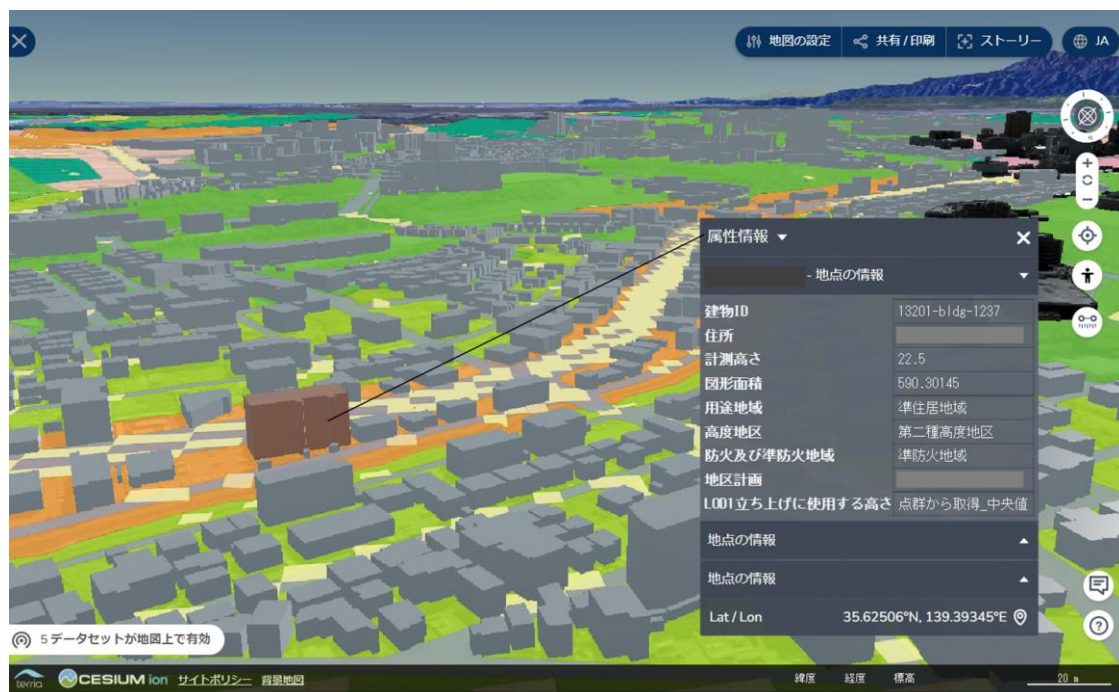 地図の設定 共有/印刷 ストーリー JA
属性情報
- 地点の情報
建物ID 13201-bldg-1237
住所
計測高さ 22.5
図形面積 590.30145
用途地域 準住居地域
高度地区 第二種高度地区
防火及び準防火地域 準防火地域
地区計画
LOD1立ち上げに使用する高さ 点群から取得_中央値
地点の情報
地点の情報
Lat / Lon 35.62506°N, 139.39345°E
5データセットが地図上で有効
terria CESIUM ion サイトポリシー 背景地図 緯度 経度 標高 20 m